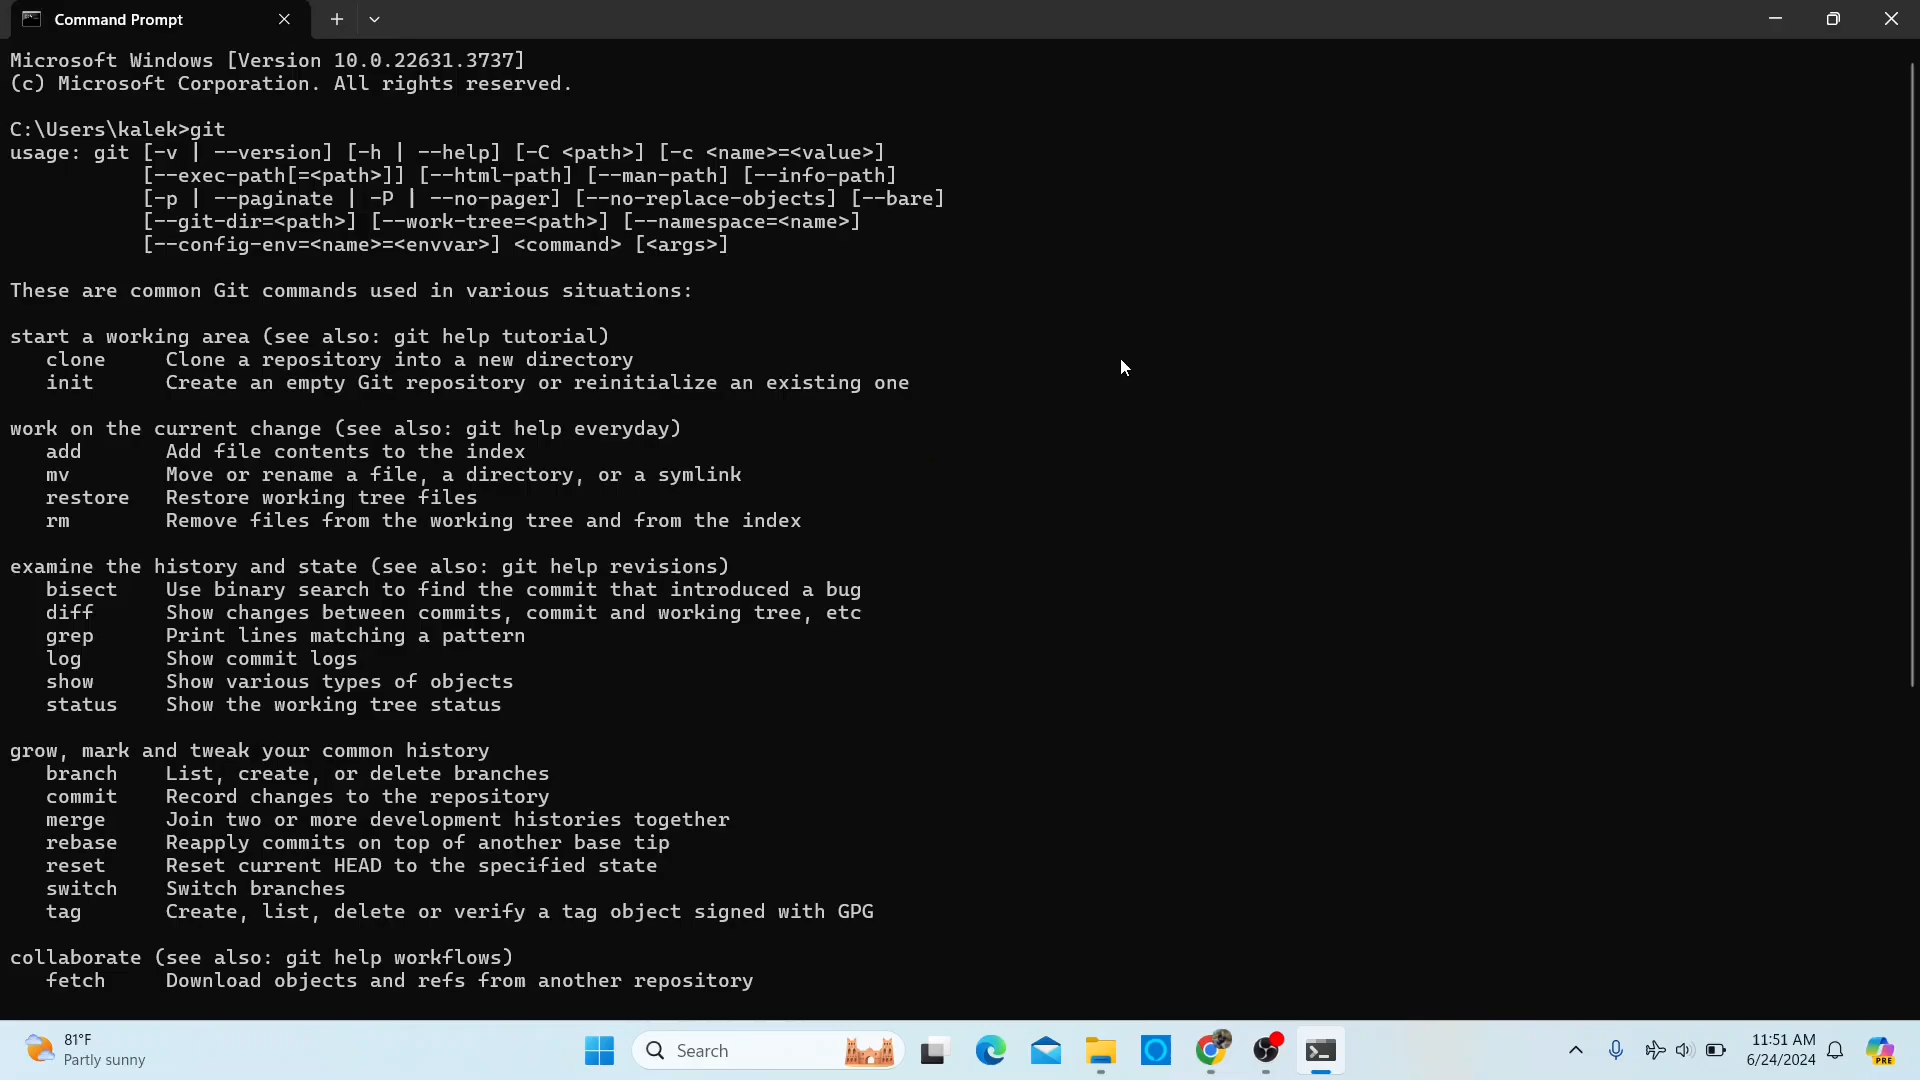 Command Prompt
Microsoft Windows [Version 10.0.22631.3737]
(c) Microsoft Corporation. All rights reserved.
C:\Users\kalek>git
usage: git [-v | --version] [-h | --help] [-C <path>] [-c <name>=<value>]
           [--exec-path[=<path>]] [--html-path] [--man-path] [--info-path]
           [-p | --paginate | -P | --no-pager] [--no-replace-objects] [--bare]
           [--git-dir=<path>] [--work-tree=<path>] [--namespace=<name>]
           [--config-env=<name>=<envvar>] <command> [<args>]
These are common Git commands used in various situations:
start a working area (see also: git help tutorial)
   clone     Clone a repository into a new directory
   init      Create an empty Git repository or reinitialize an existing one
work on the current change (see also: git help everyday)
   add       Add file contents to the index
   mv        Move or rename a file, a directory, or a symlink
   restore   Restore working tree files
   rm        Remove files from the working tree and from the index
examine the history and state (see also: git help revisions)
   bisect    Use binary search to find the commit that introduced a bug
   diff      Show changes between commits, commit and working tree, etc
   grep      Print lines matching a pattern
   log       Show commit logs
   show      Show various types of objects
   status    Show the working tree status
grow, mark and tweak your common history
   branch    List, create, or delete branches
   commit    Record changes to the repository
   merge     Join two or more development histories together
   rebase    Reapply commits on top of another base tip
   reset     Reset current HEAD to the specified state
   switch    Switch branches
   tag       Create, list, delete or verify a tag object signed with GPG
collaborate (see also: git help workflows)
   fetch     Download objects and refs from another repository
81°F
Partly sunny
Search
11:51 AM
6/24/2024
PRE